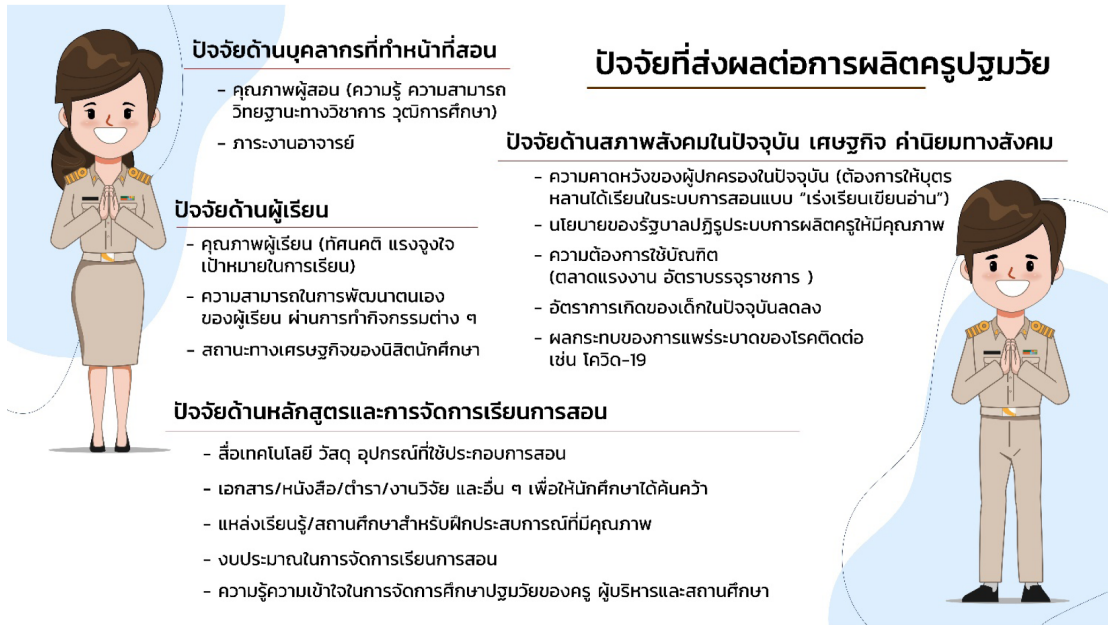 ปัจจัยที่ส่งผลต่อการผลิตครูปฐมวัย
ปัจจัยด้านบุคลากรที่ทำหน้าที่สอน
- คุณภาพผู้สอน (ความรู้ ความสามารถ
วิทยฐานะทางวิชาการ วุฒิการศึกษา)
- ภาระงานอาจารย์
ปัจจัยด้านผู้เรียน
- คุณภาพผู้เรียน (ทัศนคติ แรงจูงใจ
เป้าหมายในการเรียน)
- ความสามารถในการพัฒนาตนเอง
ของผู้เรียน ผ่านการทำกิจกรรมต่าง ๆ
- สถานะทางเศรษฐกิจของนิสิตนักศึกษา
ปัจจัยด้านสภาพสังคมในปัจจุบัน เศษฐกิจ ค่านิยมทางสังคม
- ความคาดหวังของผู้ปกครองในปัจจุบัน (ต้องการให้บุตร
หลานได้เรียนในระบบการสอนแบบ “เร่งเรียนเขียนอ่าน”)
- นโยบายของรัฐบาลปฏิรูประบบการผลิตครูให้มีคุณภาพ
- ความต้องการใช้บัณฑิต
(ตลาดแรงงาน อัตราบรรจุราชการ )
- อัตราการเกิดของเด็กในปัจจุบันลดลง
- ผลกระทบของการแพร่ระบาดของโรคติดต่อ
เช่น โควิด-19
ปัจจัยด้านหลักสูตรและการจัดการเรียนการสอน
- สื่อเทคโนโลยี วัสดุ อุปกรณ์ที่ใช้ประกอบการสอน
- เอกสาร/หนังสือ/ตำรา/งานวิจัย และอื่น ๆ เพื่อให้นักศึกษาได้ค้นคว้า
- แหล่งเรียนรู้/สถานศึกษาสำหรับฝึกประสบการณ์ที่มีคุณภาพ
- งบประมาณในการจัดการเรียนการสอน
- ความรู้ความเข้าใจในการจัดการศึกษาปฐมวัยของครู ผู้บริหารและสถานศึกษา